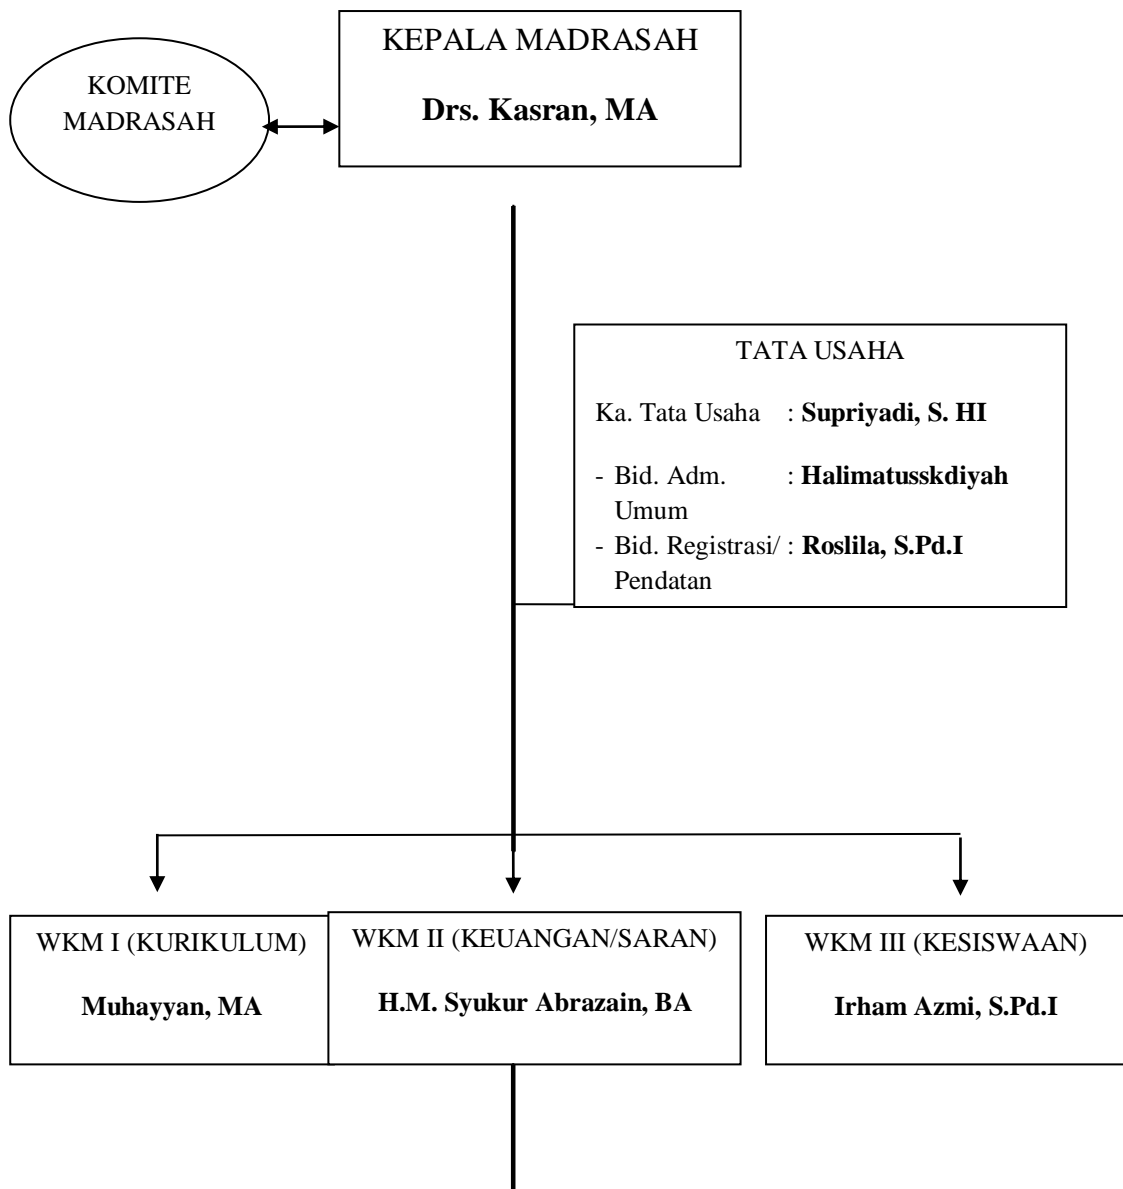 KEPALA MADRASAH
Drs. Kasran, MA
KOMITE
MADRASAH
TATA USAHA
Ka. Tata Usaha : Supriyadi, S. HI
- Bid. Adm. : Halimatusskdiyah
Umum
- Bid. Registrasi/ : Roslila, S.Pd.I
Pendatan
WKM I (KURIKULUM)
Muhayyan, MA
WKM II (KEUANGAN/SARAN)
H.M. Syukur Abrazain, BA
WKM III (KESISWAAN)
Irham Azmi, S.Pd.I